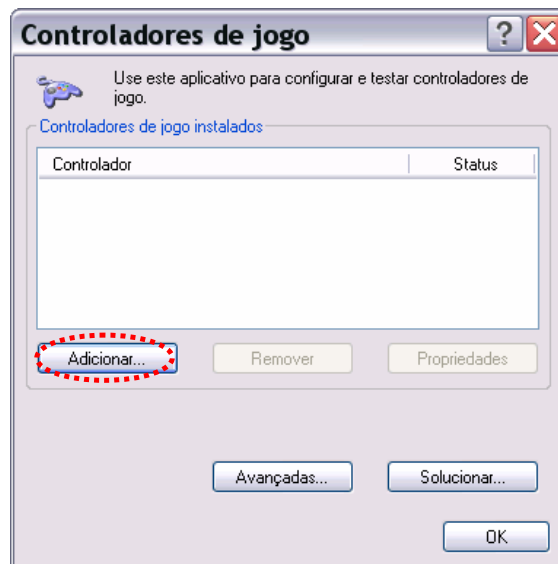 Controladores de jogo
Use este aplicativo para configurar e testar controladores de
jogo.
Controladores de jogo instalados
Controlador Status
Adicionar... Remover Propriedades
Avançadas... Solucionar...
OK